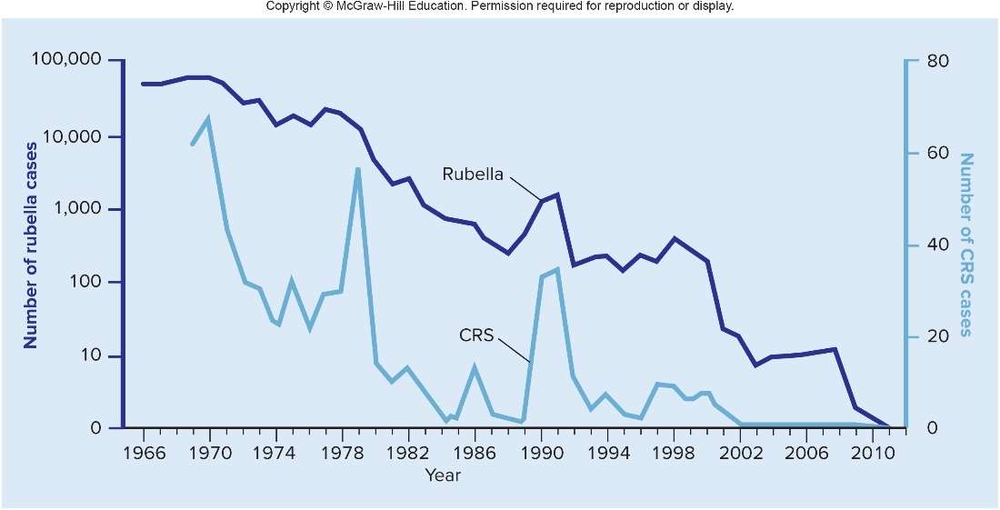 Copyright © McGraw-Hill Education. Permission required for reproduction or display.
100,000
10,000
1,000
100
10
0
Number of rubella cases
80
60
40
20
0
Number of CRS cases
Rubella
CRS
1966 1970 1974 1978 1982 1986 1990 1994 1998 2002 2006 2010
Year